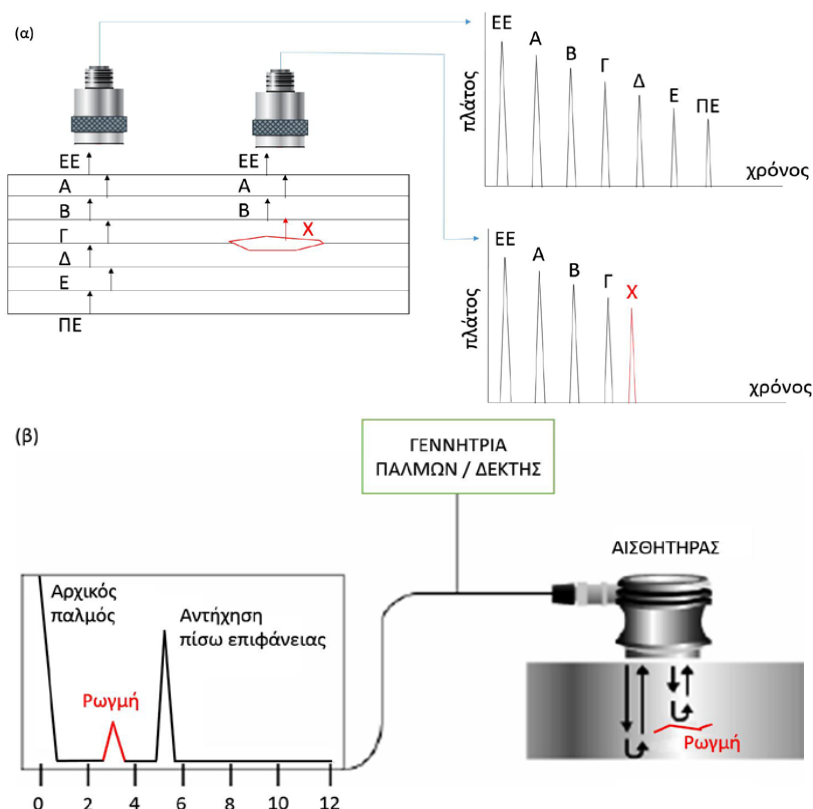 (α)
ΕΕ
Α
Β
Γ
Δ
Ε
ΠΕ
ΕΕ
Α
Β
Χ
πλάτος
ΕΕ
Α
Β
Γ
Δ
Ε
ΠΕ
χρόνος
πλάτος
ΕΕ
Α
Β
Γ
Χ
χρόνος
(β)
ΓΕΝΝΗΤΡΙΑ
ΠΑΛΜΩΝ / ΔΕΚΤΗΣ
ΑΙΣΘΗΤΗΡΑΣ
Αρχικός
παλμός
Αντήχηση
πίσω επιφάνειας
Ρωγμή
0 2 4 6 8 10 12
Ρωγμή